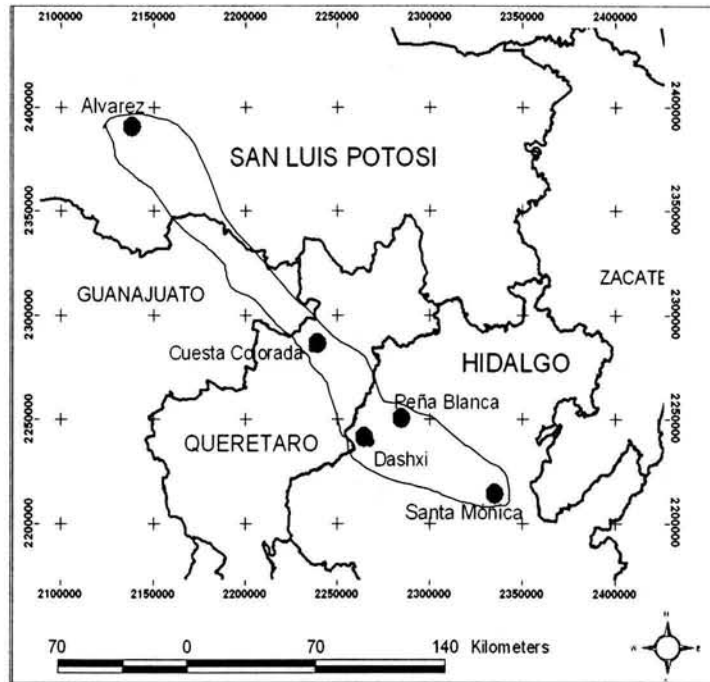 2100000 2150000 2200000 2250000 2300000 2350000 2400000
2400000 2400000
Alvarez
SAN LUIS POTOSI
2350000 2350000
ZACATE
GUANAJUATO
2300000 2300000
Cuesta Colorada
HIDALGO
Peña Blanca
2250000 2250000
QUERETARO
Dashxi
Santa Mónica
2200000 2200000
2100000 2150000 2200000 2250000 2300000 2350000 2400000
70 0 70 140 Kilometers